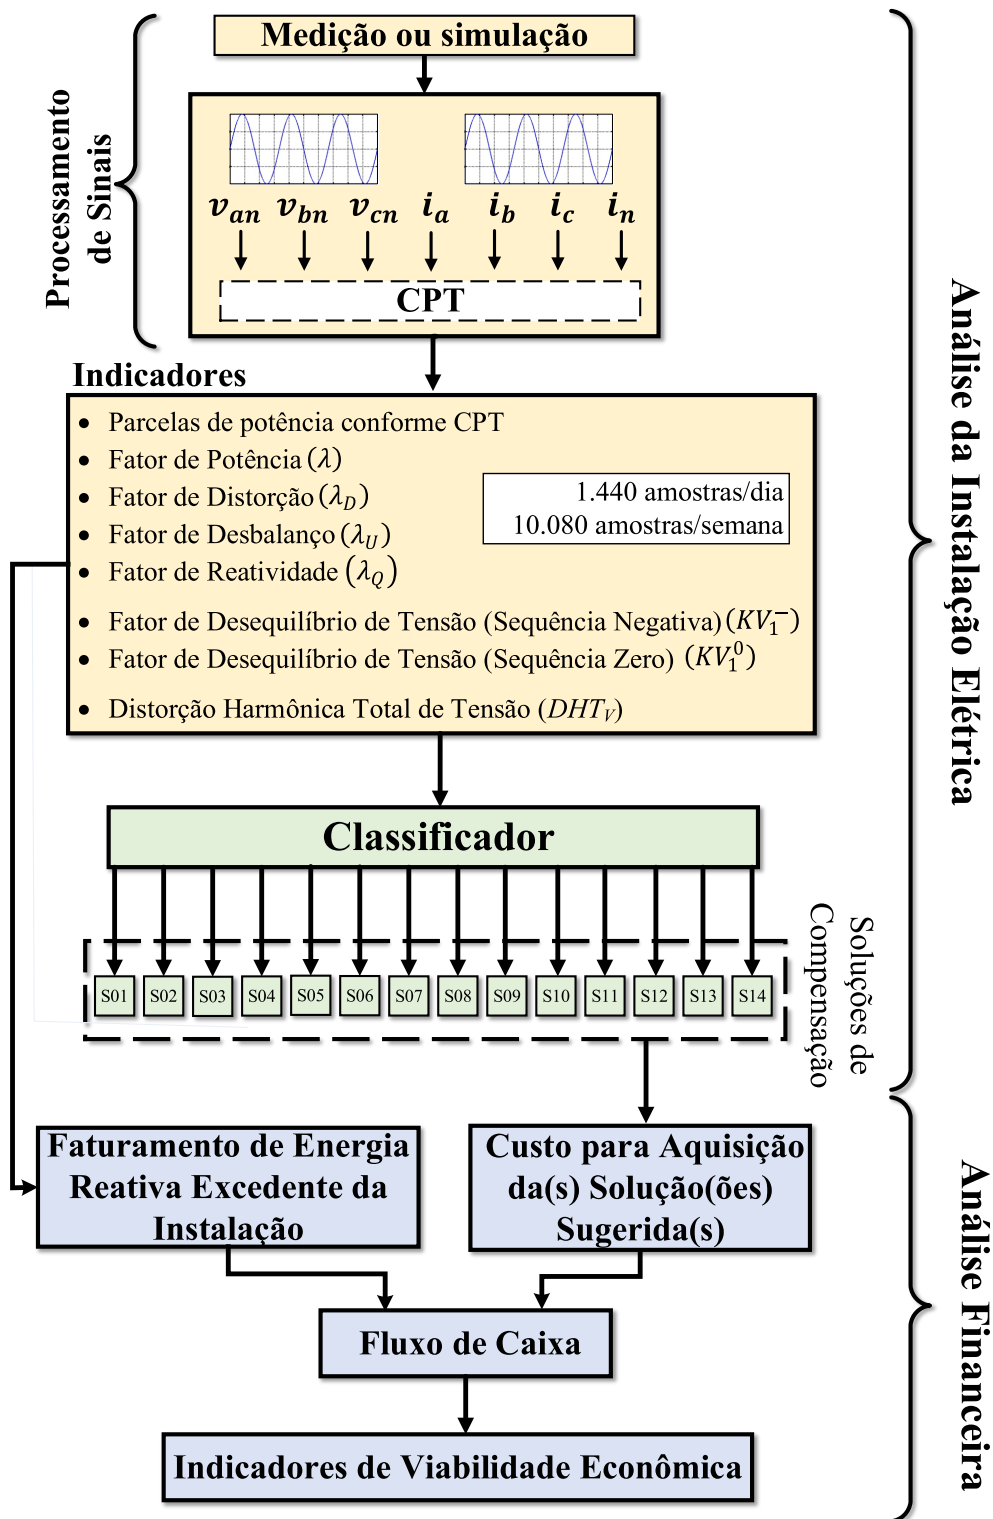 Medição ou simulação
Processamento
de Sinais
v_an v_bn v_cn i_a i_b i_c i_n
CPT
Indicadores
• Parcelas de potência conforme CPT
• Fator de Potência (λ)
• Fator de Distorção (λ_D)
• Fator de Desbalanço (λ_U)
• Fator de Reatividade (λ_Q)
1.440 amostras/dia
10.080 amostras/semana
• Fator de Desequilíbrio de Tensão (Sequência Negativa) (KV₁⁻)
• Fator de Desequilíbrio de Tensão (Sequência Zero) (KV₁⁰)
• Distorção Harmônica Total de Tensão (DHT_V)
Análise da Instalação Elétrica
Classificador
S01 S02 S03 S04 S05 S06 S07 S08 S09 S10 S11 S12 S13 S14
Soluções de
Compensação
Faturamento de Energia
Reativa Excedente da
Instalação
Custo para Aquisição
da(s) Solução(ões)
Sugerida(s)
Fluxo de Caixa
Indicadores de Viabilidade Econômica
Análise Financeira